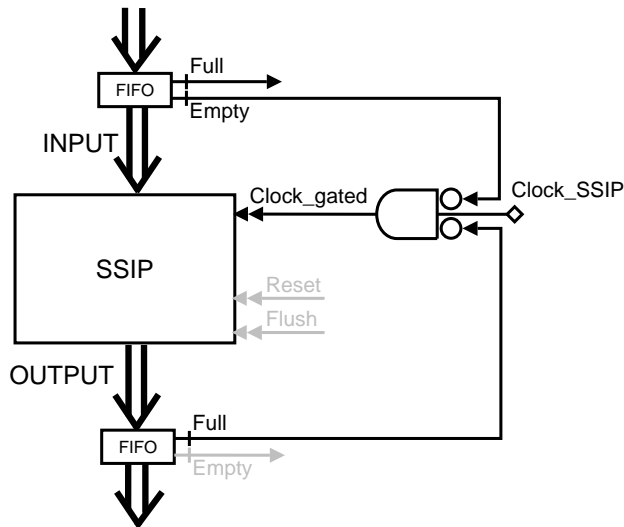 Full
FIFO
Empty
INPUT
Clock_gated
Clock_SSIP
SSIP
Reset
Flush
OUTPUT
Full
FIFO
Empty